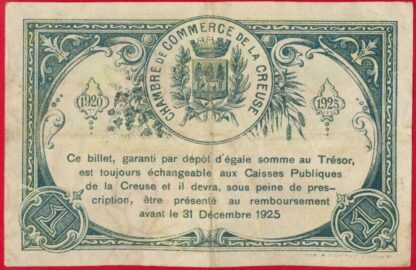 CHAMBRE DE COMMERCE DE LA CREUSE
1920
1925
Ce billet, garanti par dépôt d'égale somme au Trésor,
est toujours échangeable aux Caisses Publiques
de la Creuse et il devra, sous peine de pres-
cription, être présenté au remboursement
avant le 31 Décembre 1925
1
1